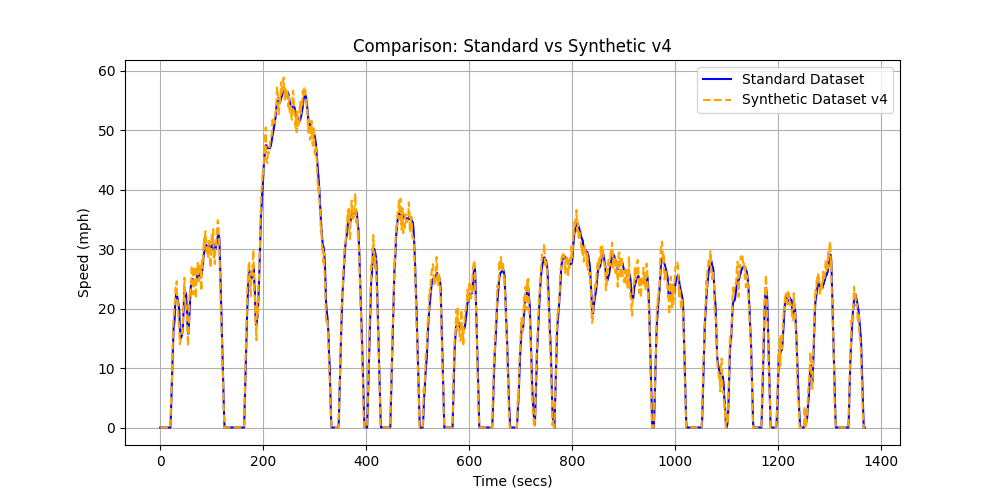 Comparison: Standard vs Synthetic v4
Standard Dataset
Synthetic Dataset v4
60
50
40
30
20
10
0
Speed (mph)
0 200 400 600 800 1000 1200 1400
Time (secs)